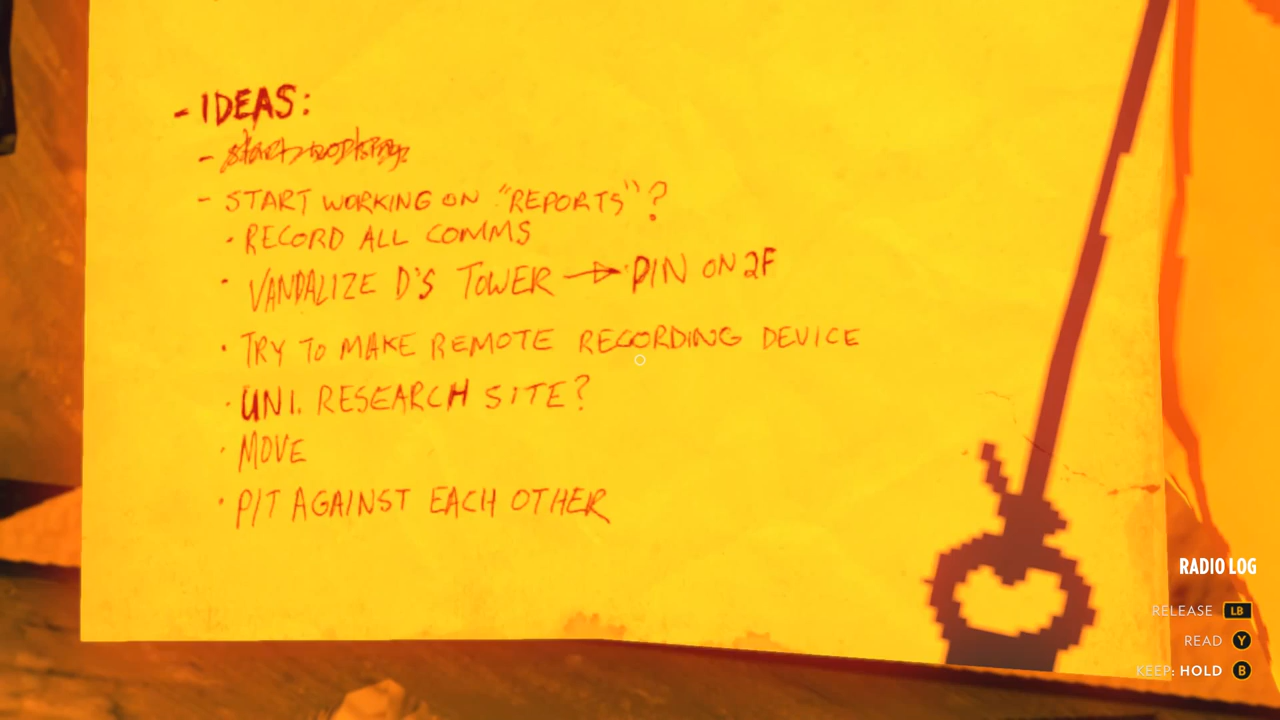 - IDEAS:
- START WORKING ON "REPORTS"?
· RECORD ALL COMMS
· VANDALIZE D'S TOWER → PIN ON 2F
· TRY TO MAKE REMOTE RECORDING DEVICE
· UNI. RESEARCH SITE?
· MOVE
· PIT AGAINST EACH OTHER
RADIO LOG
RELEASE LB
READ Y
KEEP: HOLD B